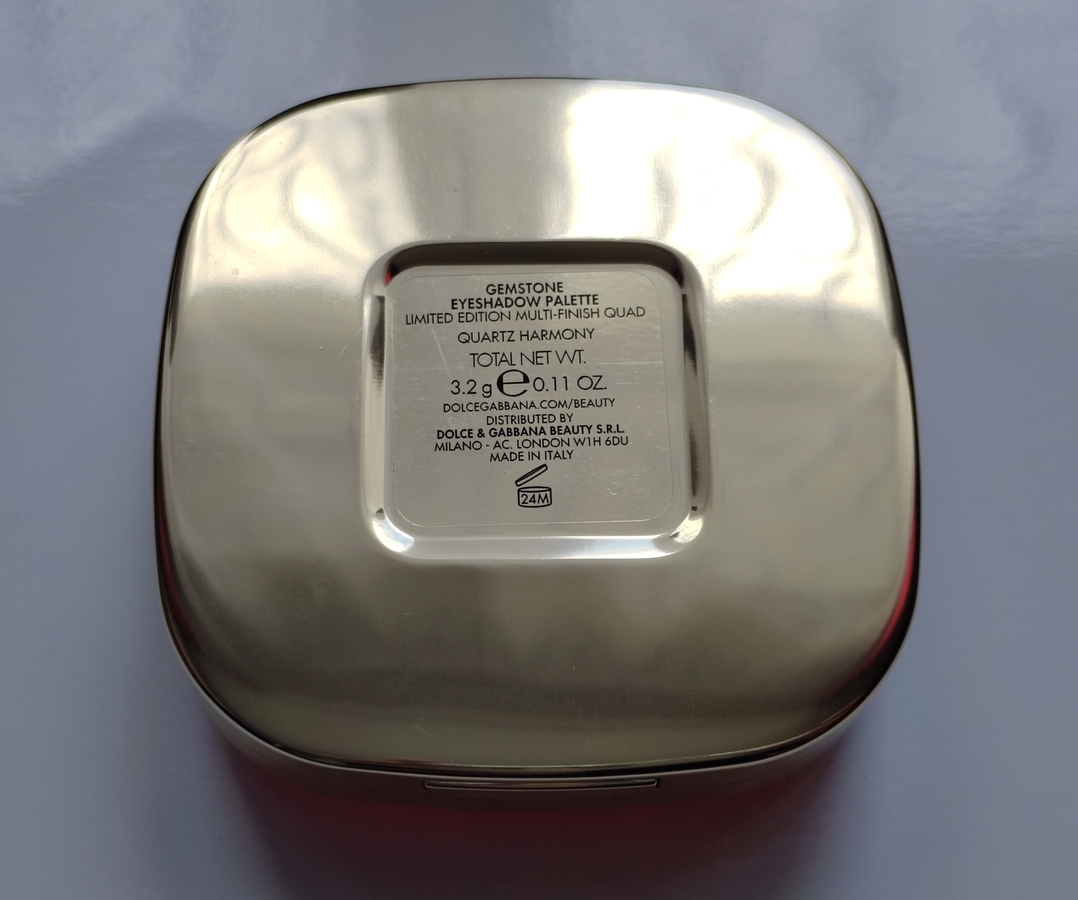 GEMSTONE
EYESHADOW PALETTE
LIMITED EDITION MULTI-FINISH QUAD
QUARTZ HARMONY
TOTAL NET WT.
3.2 g ℮ 0.11 OZ.
DOLCEGABBANA.COM/BEAUTY
DISTRIBUTED BY
DOLCE & GABBANA BEAUTY S.R.L.
MILANO - AC. LONDON W1H 6DU
MADE IN ITALY
24M